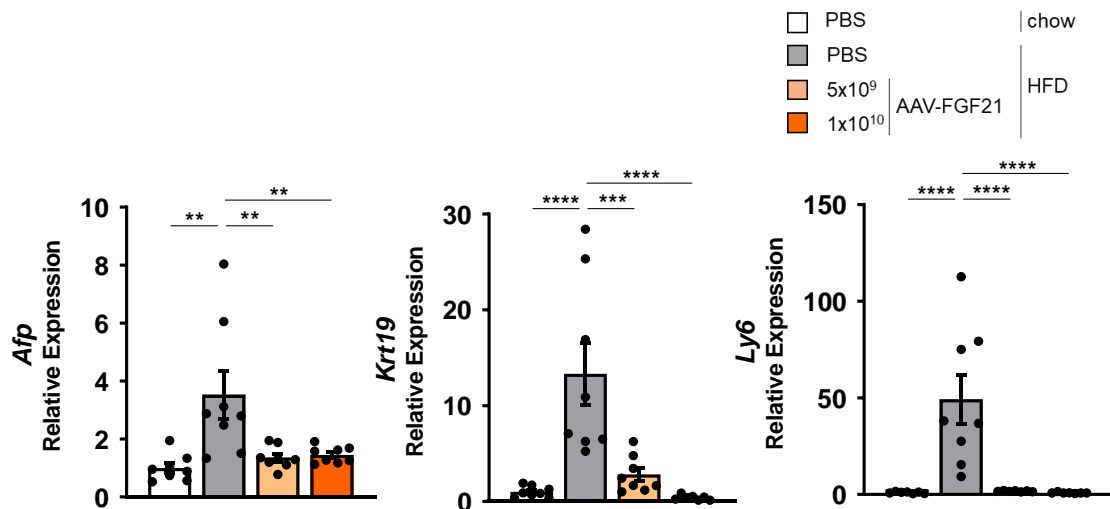 PBS
chow
PBS
5x10⁹
AAV-FGF21
HFD
1x10¹⁰
Afp
Relative Expression
10
8
6
4
2
0
**
**
**
Krt19
Relative Expression
30
20
10
0
****
****
***
Ly6
Relative Expression
150
100
50
0
****
****
****